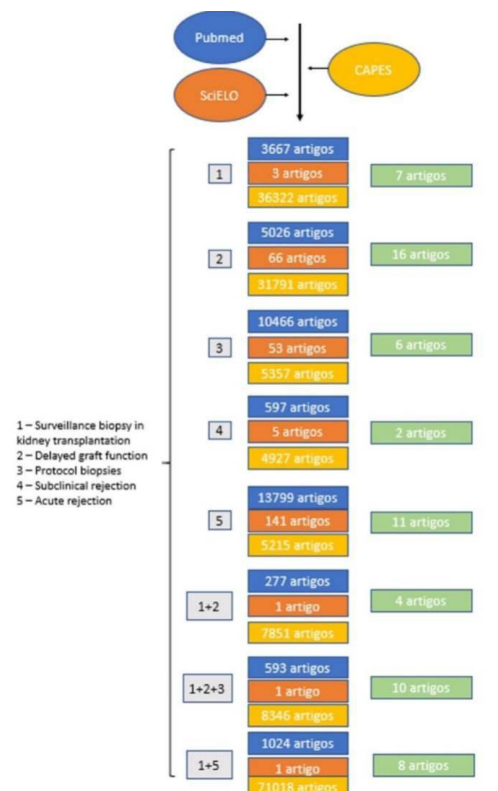 Pubmed
CAPES
SciELO
3667 artigos
1
3 artigos
7 artigos
36322 artigos
5026 artigos
2
66 artigos
16 artigos
31791 artigos
10466 artigos
3
53 artigos
6 artigos
5357 artigos
597 artigos
4
5 artigos
2 artigos
4927 artigos
1 – Surveillance biopsy in
kidney transplantation
2 – Delayed graft function
3 – Protocol biopsies
4 – Subclinical rejection
5 – Acute rejection
13799 artigos
5
141 artigos
11 artigos
5215 artigos
277 artigos
1+2
1 artigo
4 artigos
7851 artigos
593 artigos
1+2+3
1 artigo
10 artigos
8346 artigos
1024 artigos
1+5
1 artigo
8 artigos
71018 artigos